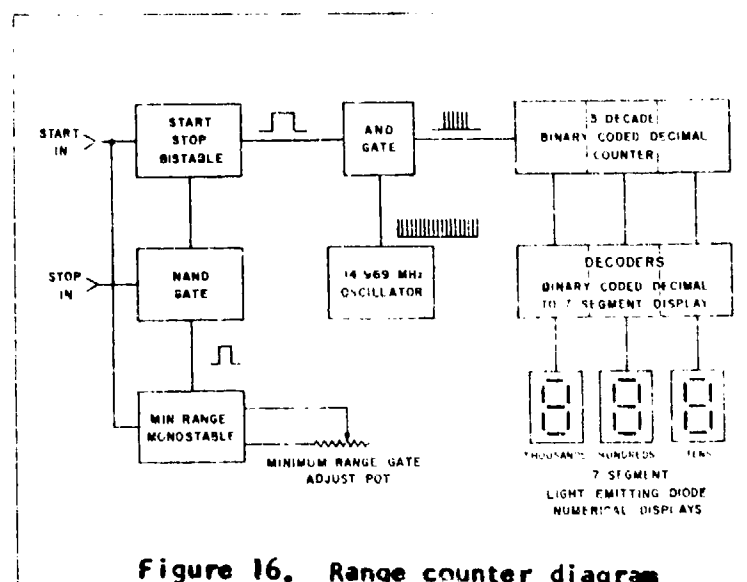 START
IN
START
STOP
BISTABLE
AND
GATE
3 DECADE
BINARY CODED DECIMAL
COUNTER
STOP
IN
NAND
GATE
14 969 MHz
OSCILLATOR
DECODERS
BINARY CODED DECIMAL
TO 7 SEGMENT DISPLAY
MIN RANGE
MONOSTABLE
MINIMUM RANGE GATE
ADJUST POT
THOUSANDS HUNDREDS TENS
7 SEGMENT
LIGHT EMITTING DIODE
NUMERICAL DISPLAYS
Figure 16. Range counter diagram